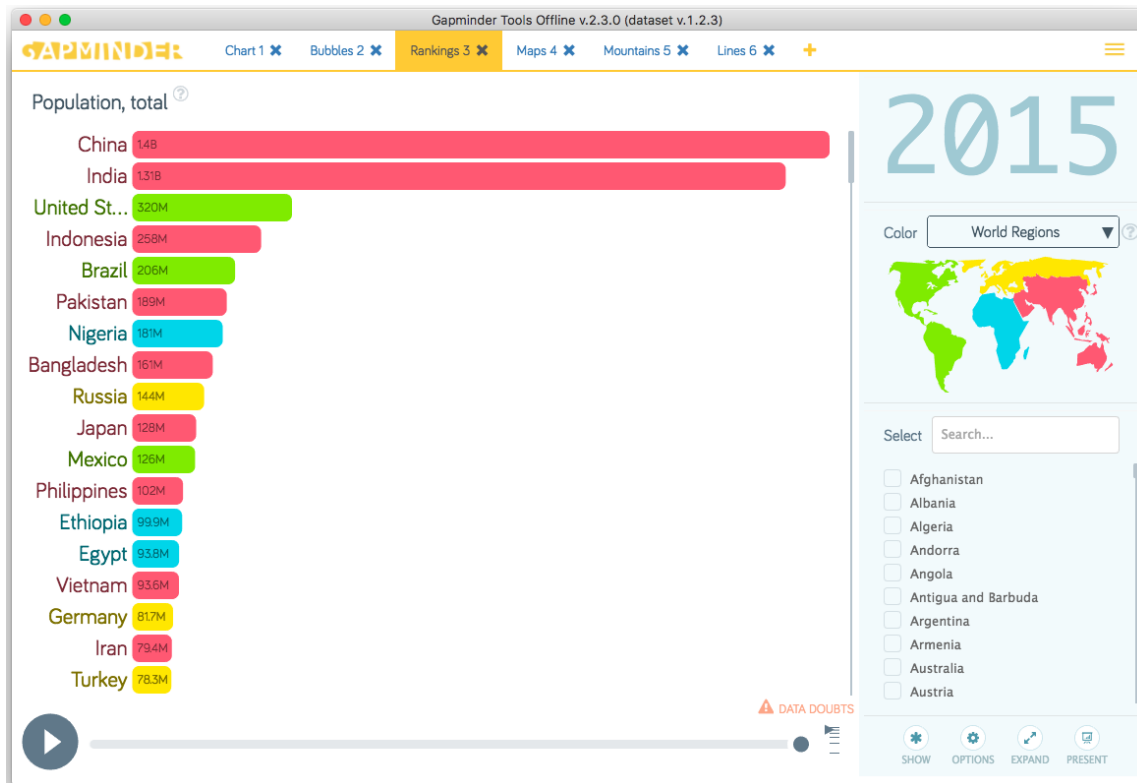 Gapminder Tools Offline v.2.3.0 (dataset v.1.2.3)
GAPMINDER Chart 1 ✖ Bubbles 2 ✖ Rankings 3 ✖ Maps 4 ✖ Mountains 5 ✖ Lines 6 ✖ +
Population, total ?
China 1.4B
India 1.31B
United St... 320M
Indonesia 258M
Brazil 206M
Pakistan 189M
Nigeria 181M
Bangladesh 161M
Russia 144M
Japan 128M
Mexico 126M
Philippines 102M
Ethiopia 99.9M
Egypt 93.8M
Vietnam 93.6M
Germany 81.7M
Iran 79.4M
Turkey 78.3M
DATA DOUBTS
2015
Color World Regions ▼ ?
Select Search...
Afghanistan
Albania
Algeria
Andorra
Angola
Antigua and Barbuda
Argentina
Armenia
Australia
Austria
SHOW OPTIONS EXPAND PRESENT